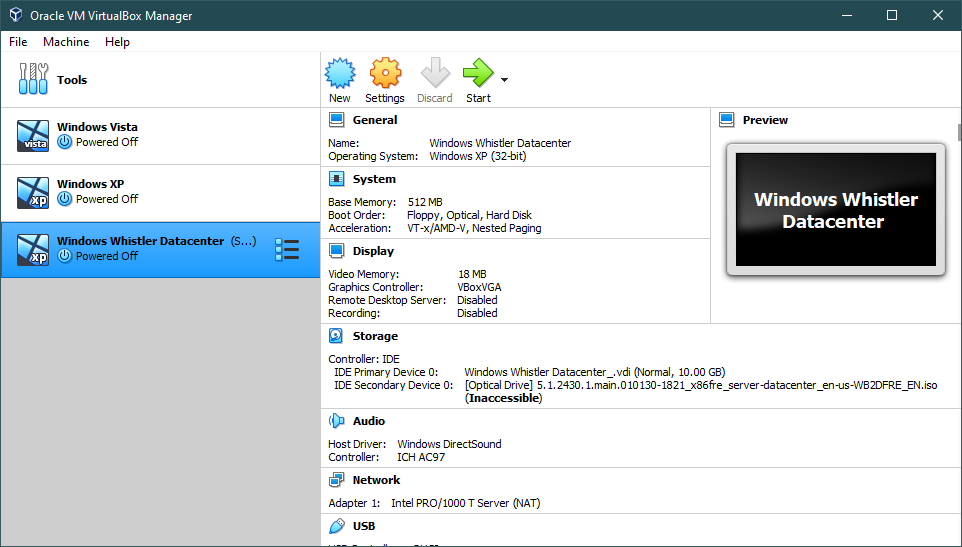 Oracle VM VirtualBox Manager
File Machine Help
Tools
New Settings Discard Start
Windows Vista
Powered Off
Windows XP
Powered Off
Windows Whistler Datacenter (S...)
Powered Off
vista
xp
xp
General
Name: Windows Whistler Datacenter
Operating System: Windows XP (32-bit)
System
Base Memory: 512 MB
Boot Order: Floppy, Optical, Hard Disk
Acceleration: VT-x/AMD-V, Nested Paging
Display
Video Memory: 18 MB
Graphics Controller: VBoxVGA
Remote Desktop Server: Disabled
Recording: Disabled
Preview
Windows Whistler
Datacenter
Storage
Controller: IDE
IDE Primary Device 0: Windows Whistler Datacenter_.vdi (Normal, 10.00 GB)
IDE Secondary Device 0: [Optical Drive] 5.1.2430.1.main.010130-1821_x86fre_server-datacenter_en-us-WB2DFRE_EN.iso
(Inaccessible)
Audio
Host Driver: Windows DirectSound
Controller: ICH AC97
Network
Adapter 1: Intel PRO/1000 T Server (NAT)
USB